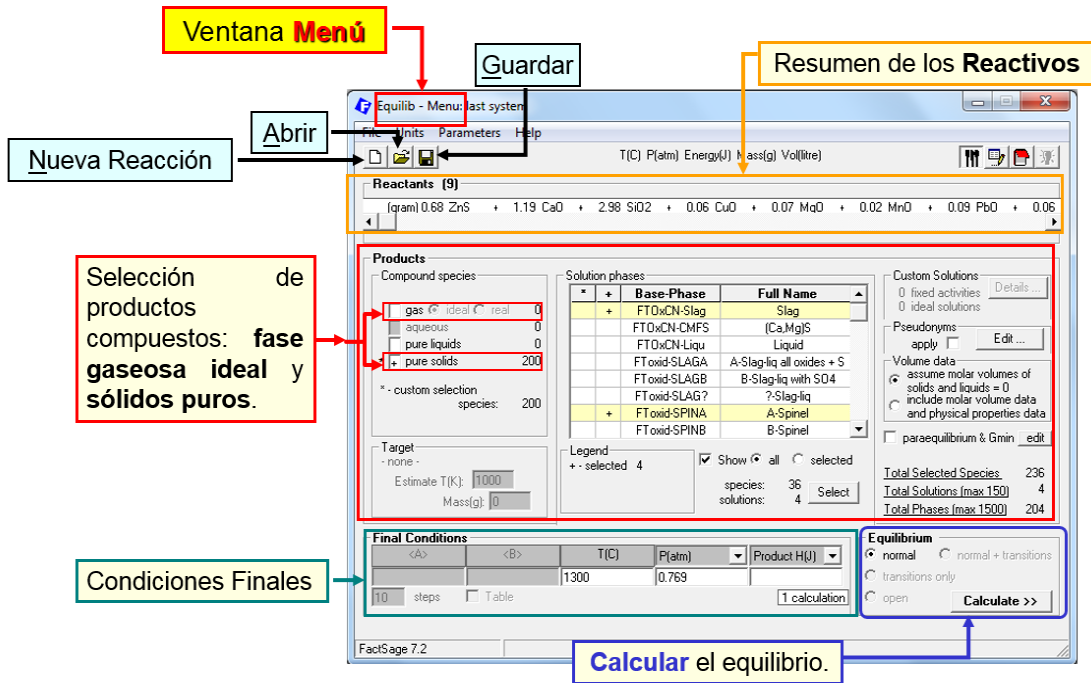 Ventana Menú
Guardar
Resumen de los Reactivos
Abrir
Nueva Reacción
Equilib - Menu: last system
File Units Parameters Help
T(C) P(atm) Energy(J) Mass(g) Vol(litre)
Reactants (9)
(gram) 0.68 ZnS + 1.19 CaO + 2.98 SiO2 + 0.06 CuO + 0.07 MgO + 0.02 MnO + 0.09 PbO + 0.06
Selección de
productos
compuestos: fase
gaseosa ideal y
sólidos puros.
Products
Compound species
gas ideal real 0
aqueous 0
pure liquids 0
* + pure solids 200
* - custom selection
species: 200
Target
- none -
Estimate T(K): 1000
Mass(g): 0
Solution phases
* + Base-Phase Full Name
+ FTOxCN-Slag Slag
FTOxCN-CMFS (Ca,Mg)S
FTOxCN-Liqu Liquid
FToxid-SLAGA A-Slag-liq all oxides + S
FToxid-SLAGB B-Slag-liq with SO4
FToxid-SLAG? ?-Slag-liq
+ FToxid-SPINA A-Spinel
FToxid-SPINB B-Spinel
Legend
+ - selected 4
Show all selected
species: 36
solutions: 4
Select
Custom Solutions
0 fixed activities
0 ideal solutions
Details ...
Pseudonyms
apply
Edit ...
Volume data
assume molar volumes of
solids and liquids = 0
include molar volume data
and physical properties data
paraequilibrium & Gmin edit
Total Selected Species 236
Total Solutions (max 150) 4
Total Phases (max 1500) 204
Condiciones Finales
Final Conditions
<A> <B> T(C) P(atm) Product H(J)
1300 0.769
10 steps Table 1 calculation
Equilibrium
normal normal + transitions
transitions only
open
Calculate >>
FactSage 7.2
Calcular el equilibrio.